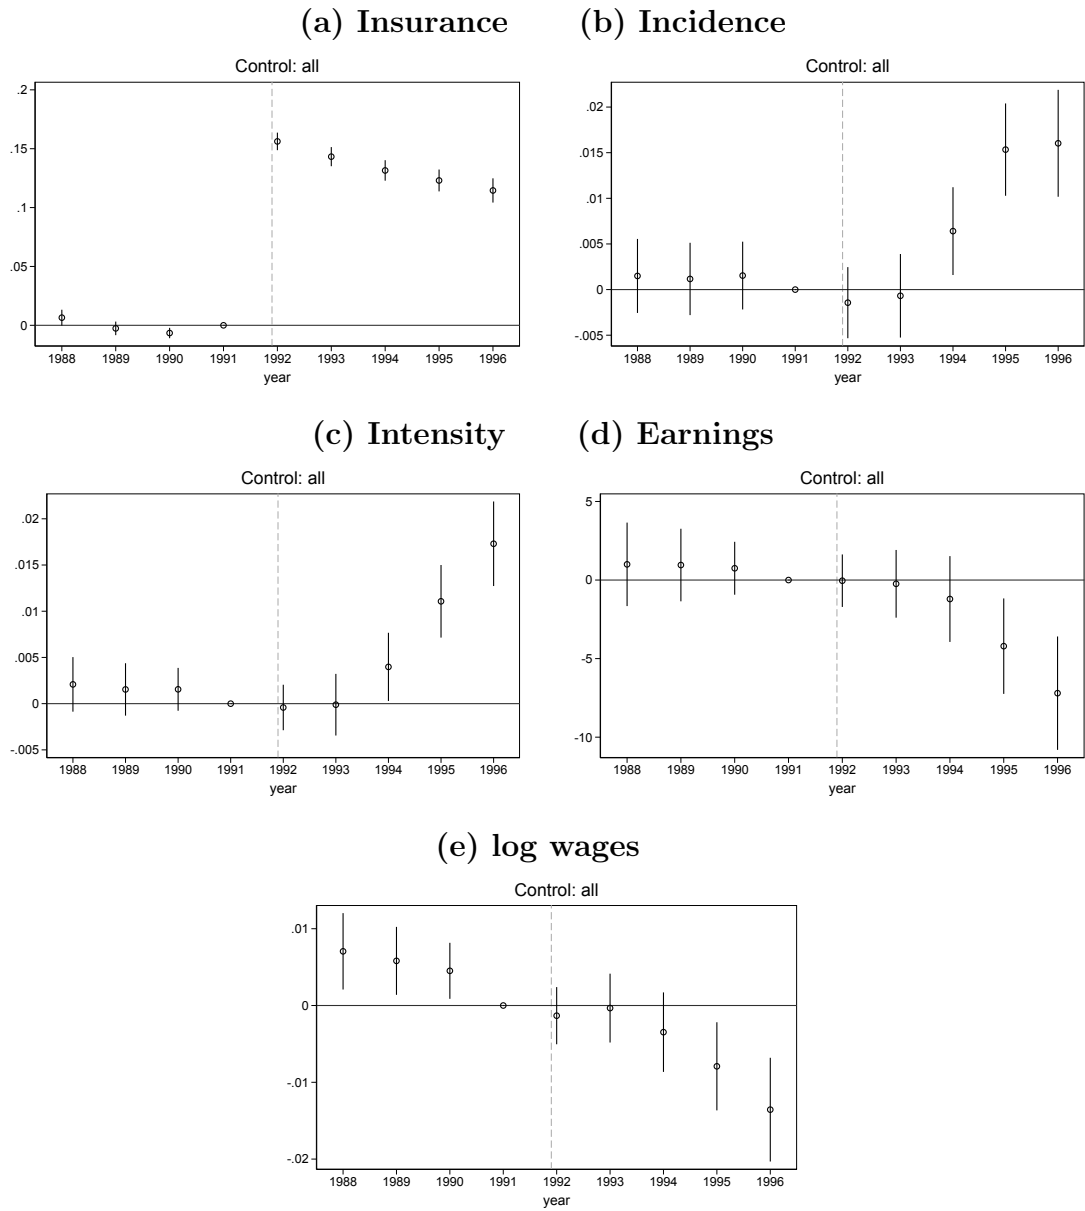 (a) Insurance (b) Incidence
Control: all
.2
.15
.1
.05
0
1988 1989 1990 1991 1992 1993 1994 1995 1996
year
Control: all
.02
.015
.01
.005
0
-.005
1988 1989 1990 1991 1992 1993 1994 1995 1996
year
(c) Intensity (d) Earnings
Control: all
.02
.015
.01
.005
0
-.005
1988 1989 1990 1991 1992 1993 1994 1995 1996
year
Control: all
5
0
-5
-10
1988 1989 1990 1991 1992 1993 1994 1995 1996
year
(e) log wages
Control: all
.01
0
-.01
-.02
1988 1989 1990 1991 1992 1993 1994 1995 1996
year